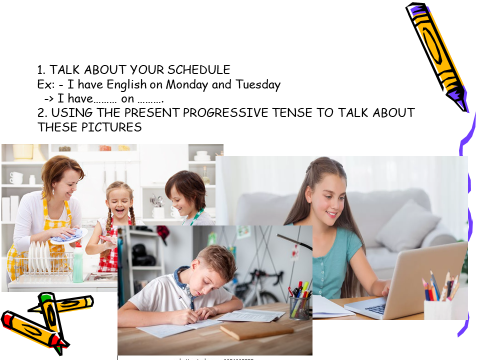 1. TALK ABOUT YOUR SCHEDULE
Ex: - I have English on Monday and Tuesday
-> I have……… on ……….
2. USING THE PRESENT PROGRESSIVE TENSE TO TALK ABOUT
THESE PICTURES